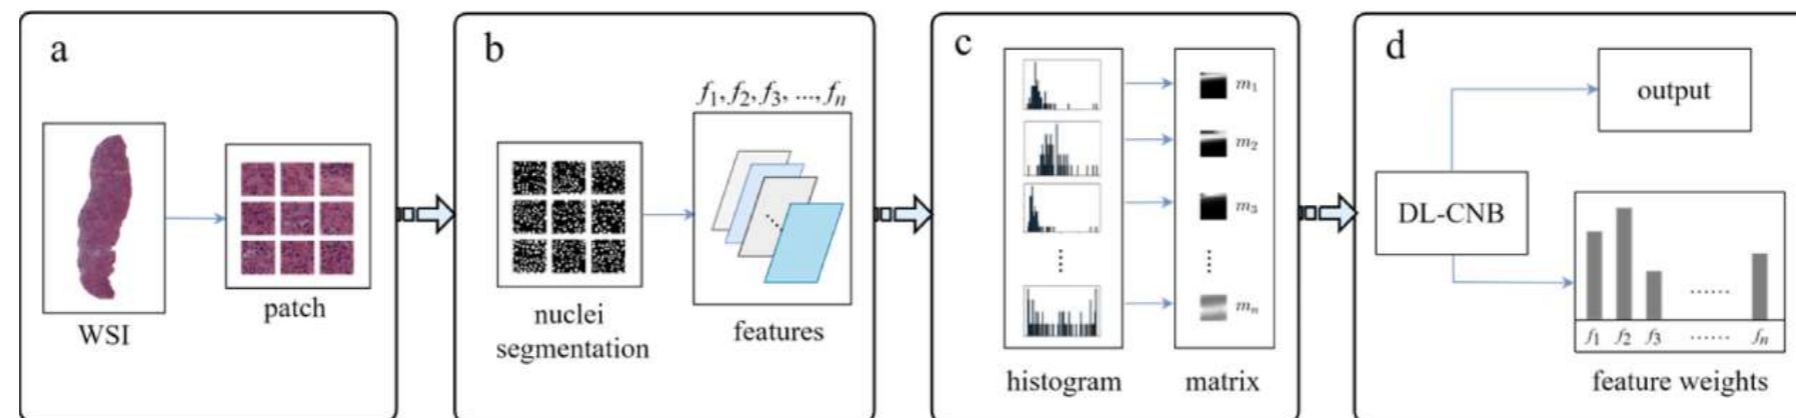 a
WSI
patch
b
f1, f2, f3, ..., fn
nuclei
segmentation
features
c
m1
m2
m3
mn
histogram
matrix
d
output
DL-CNB
f1 f2 f3 ...... fn
feature weights